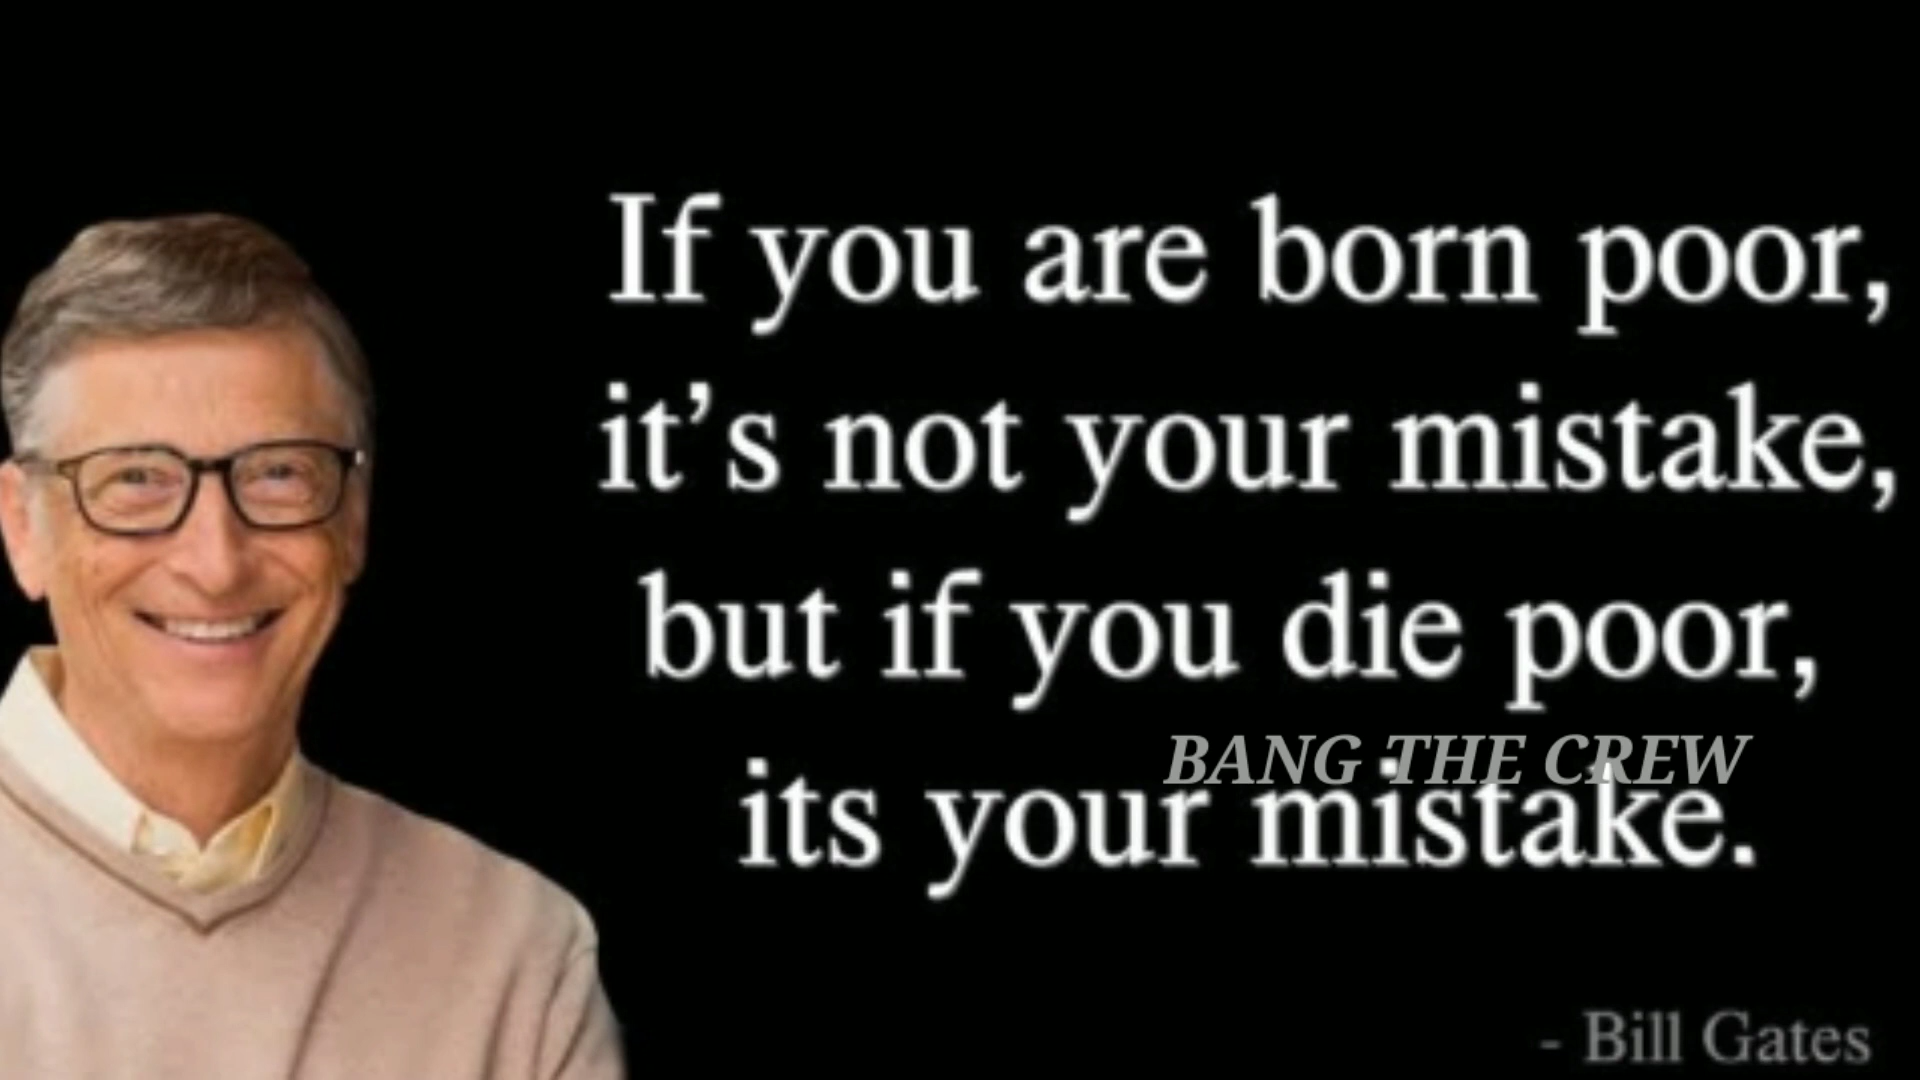 If you are born poor,
it's not your mistake,
but if you die poor,
BANG THE CREW
its your mistake.
- Bill Gates